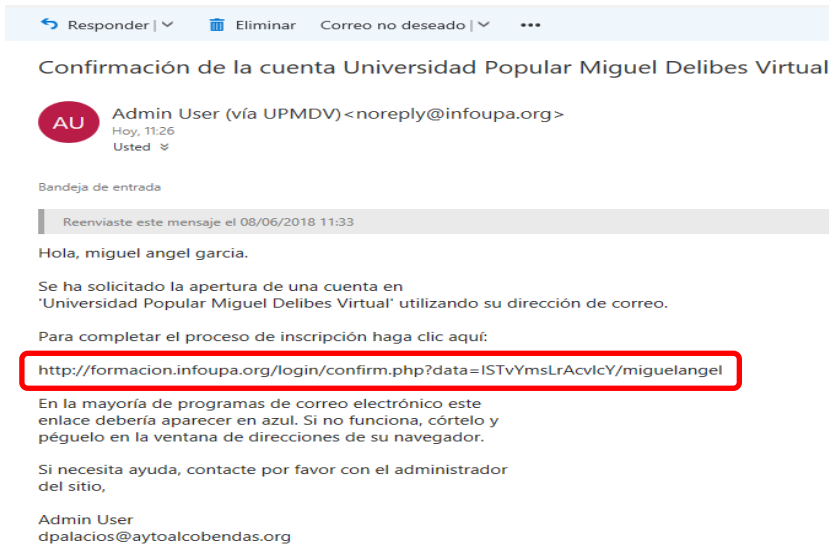 Responder | Eliminar Correo no deseado | ...
Confirmación de la cuenta Universidad Popular Miguel Delibes Virtual
AU
Admin User (vía UPMDV)<noreply@infoupa.org>
Hoy, 11:26
Usted
Bandeja de entrada
Reenviaste este mensaje el 08/06/2018 11:33
Hola, miguel angel garcia.
Se ha solicitado la apertura de una cuenta en
'Universidad Popular Miguel Delibes Virtual' utilizando su dirección de correo.
Para completar el proceso de inscripción haga clic aquí:
http://formacion.infoupa.org/login/confirm.php?data=ISTvYmsLrAcvlcY/miguelangel
En la mayoría de programas de correo electrónico este
enlace debería aparecer en azul. Si no funciona, córtelo y
péguelo en la ventana de direcciones de su navegador.
Si necesita ayuda, contacte por favor con el administrador
del sitio,
Admin User
dpalacios@aytoalcobendas.org